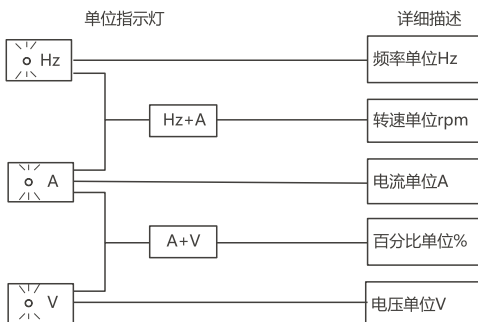 单位指示灯 详细描述
Hz 频率单位Hz
Hz+A 转速单位rpm
A 电流单位A
A+V 百分比单位%
V 电压单位V